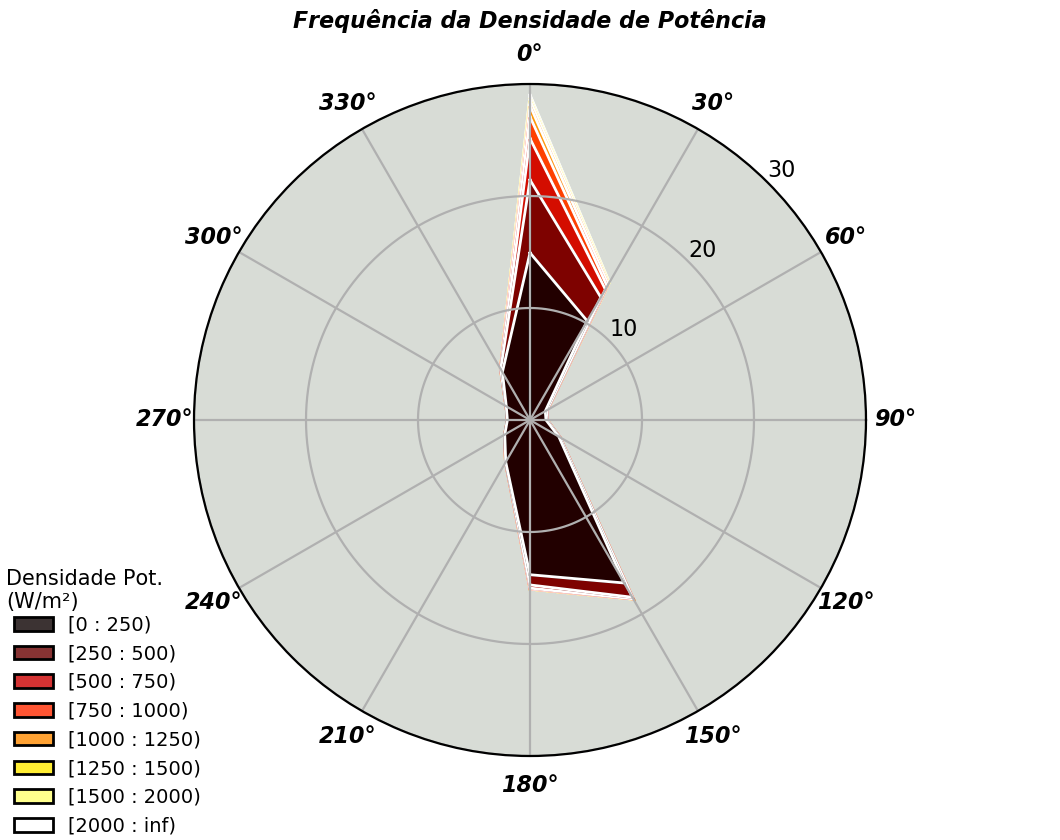 Frequência da Densidade de Potência
0°
330°
30°
30
300°
60°
20
10
270°
90°
Densidade Pot.
(W/m²)
240°
120°
[0 : 250)
[250 : 500)
[500 : 750)
[750 : 1000)
[1000 : 1250)
[1250 : 1500)
[1500 : 2000)
[2000 : inf)
210°
150°
180°